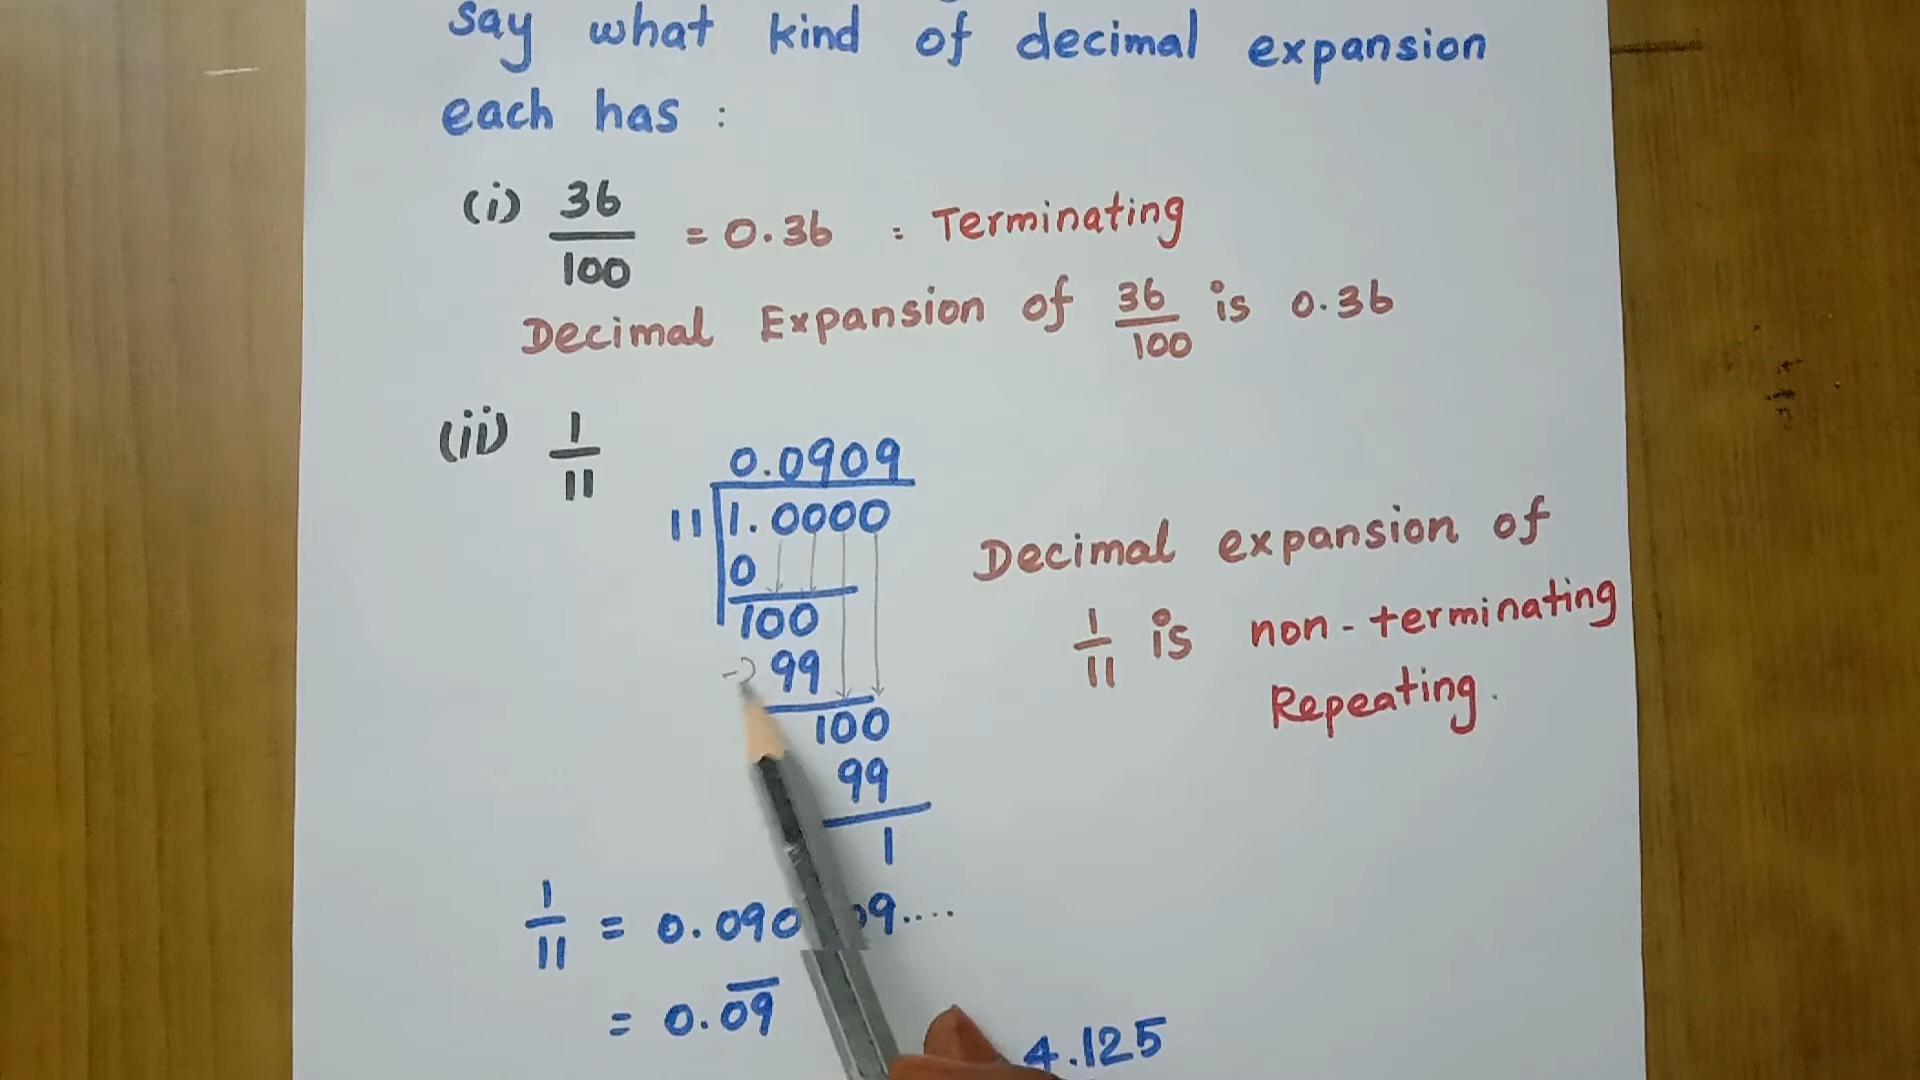 say what kind of decimal expansion
each has :
(i) 36/100 = 0.36 : Terminating
Decimal Expansion of 36/100 is 0.36
(ii) 1/11
0.0909
11 1.0000
0
100
-) 99
100
99
1
Decimal expansion of
1/11 is non-terminating
Repeating.
1/11 = 0.090 09....
= 0.0̅9̅
4.125